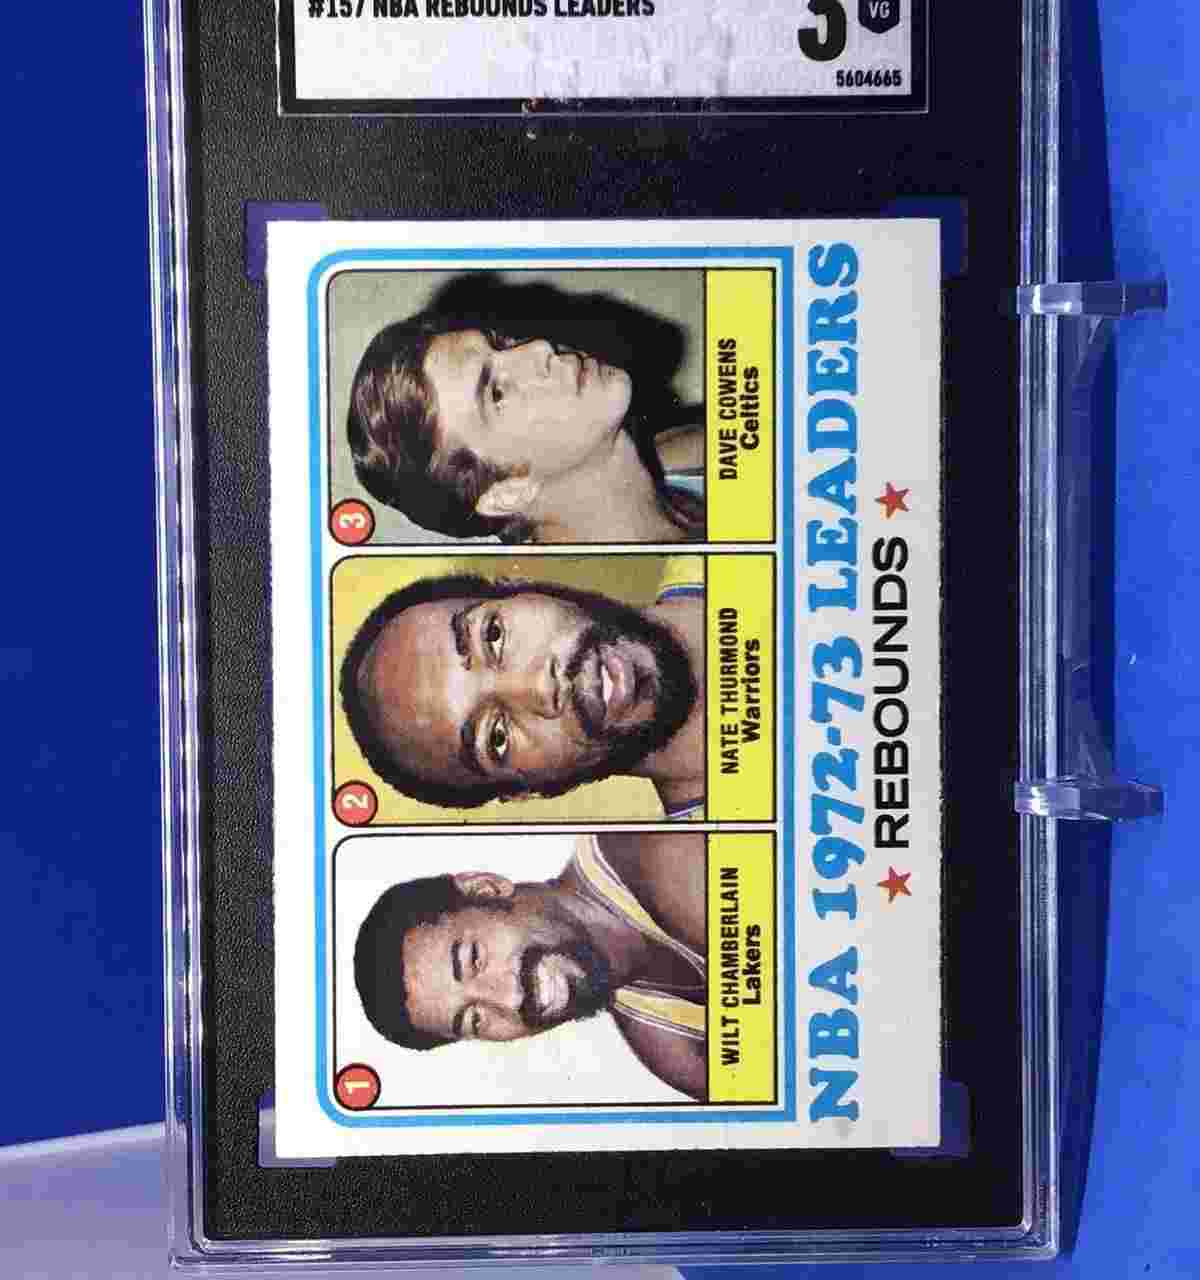 #157 NBA REBOUNDS LEADERS
3
VG
5604665
1
WILT CHAMBERLAIN
Lakers
2
NATE THURMOND
Warriors
3
DAVE COWENS
Celtics
NBA 1972-73 LEADERS
★ REBOUNDS ★